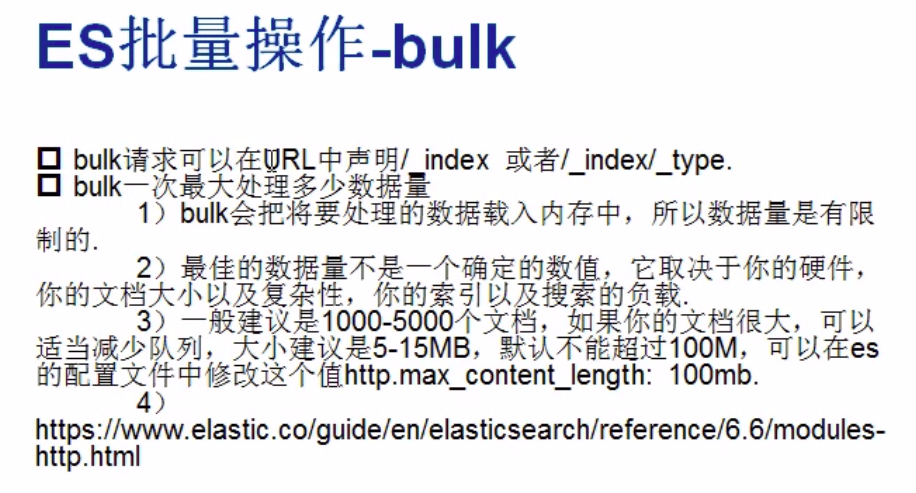 ES批量操作-bulk
bulk请求可以在URL中声明/_index 或者/_index/_type.
bulk一次最大处理多少数据量
1）bulk会把将要处理的数据载入内存中，所以数据量是有限
制的.
2）最佳的数据量不是一个确定的数值，它取决于你的硬件，
你的文档大小以及复杂性，你的索引以及搜索的负载.
3）一般建议是1000-5000个文档，如果你的文档很大，可以
适当减少队列，大小建议是5-15MB，默认不能超过100M，可以在es
的配置文件中修改这个值http.max_content_length: 100mb.
4）
https://www.elastic.co/guide/en/elasticsearch/reference/6.6/modules-
http.html